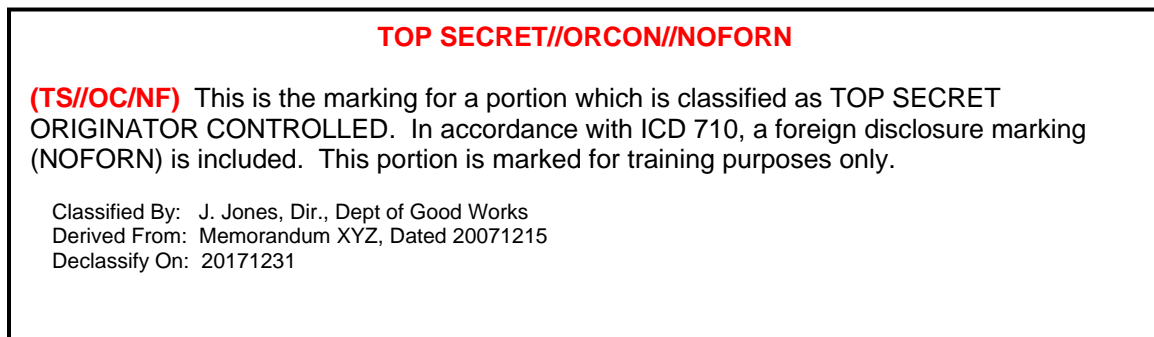 TOP SECRET//ORCON//NOFORN
(TS//OC/NF) This is the marking for a portion which is classified as TOP SECRET
ORIGINATOR CONTROLLED. In accordance with ICD 710, a foreign disclosure marking
(NOFORN) is included. This portion is marked for training purposes only.
Classified By: J. Jones, Dir., Dept of Good Works
Derived From: Memorandum XYZ, Dated 20071215
Declassify On: 20171231